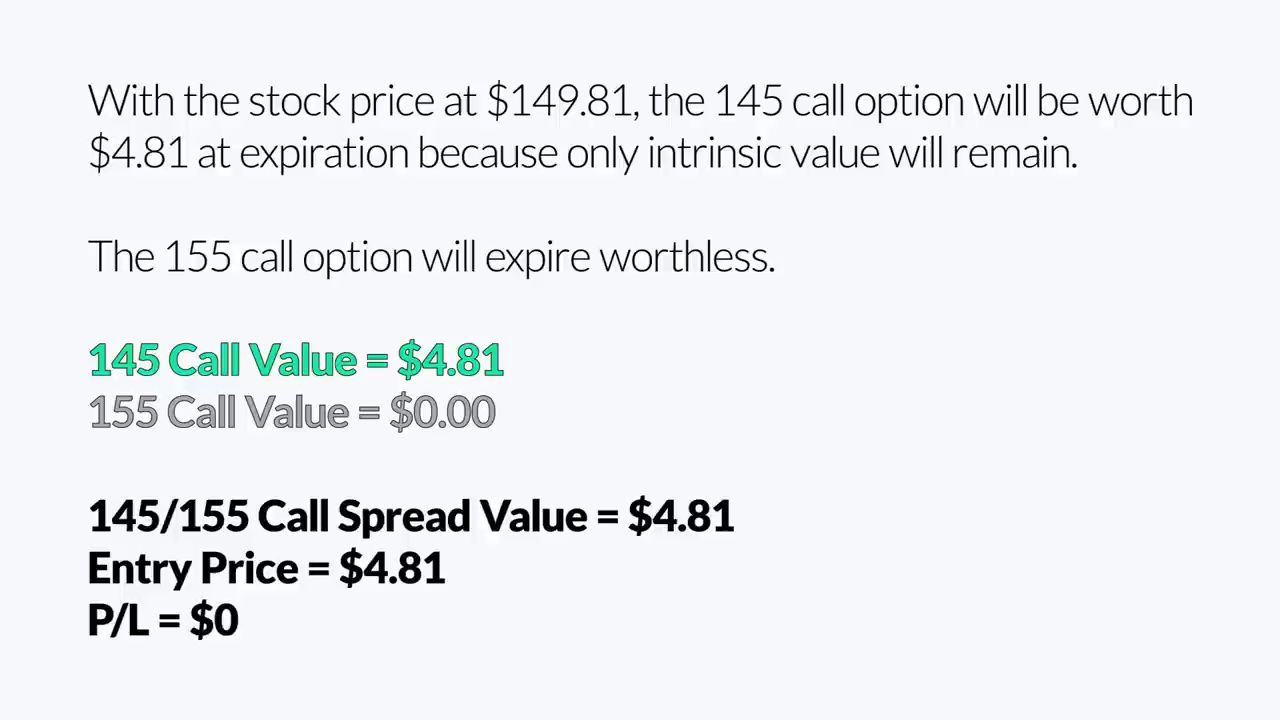 With the stock price at $149.81, the 145 call option will be worth
$4.81 at expiration because only intrinsic value will remain.
The 155 call option will expire worthless.
145 Call Value = $4.81
155 Call Value = $0.00
145/155 Call Spread Value = $4.81
Entry Price = $4.81
P/L = $0